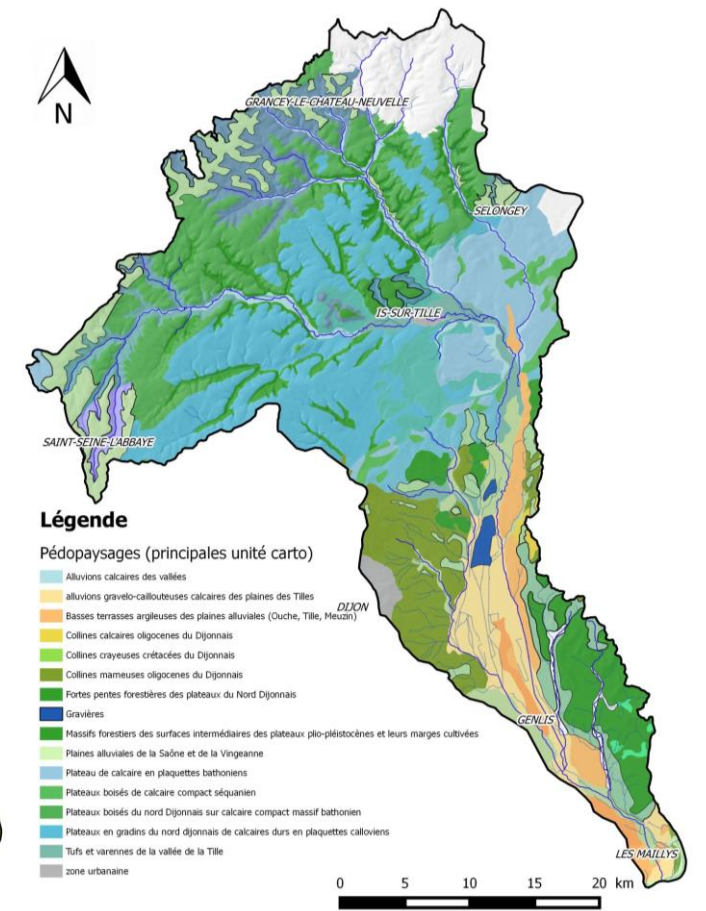 N
GRANCEY-LE-CHATEAU-NEUVELLE
SELONGEY
IS-SUR-TILLE
SAINT-SEINE-L'ABBAYE
Légende
Pédopaysages (principales unité carto)
Alluvions calcaires des vallées
alluvions gravelo-caillouteuses calcaires des plaines des Tilles
Basses terrasses argileuses des plaines alluviales (Ouche, Tille, Meuzin)
Collines calcaires oligocenes du Dijonnais
Collines crayeuses crétacées du Dijonnais
Collines marneuses oligocenes du Dijonnais
Fortes pentes forestières des plateaux du Nord Dijonnais
Gravières
Massifs forestiers des surfaces intermédiaires des plateaux plio-pléistocènes et leurs marges cultivées
Plaines alluviales de la Saône et de la Vingeanne
Plateau de calcaire en plaquettes bathoniens
Plateaux boisés de calcaire compact séquanien
Plateaux boisés du nord Dijonnais sur calcaire compact massif bathonien
Plateaux en gradins du nord dijonnais de calcaires durs en plaquettes calloviens
Tufs et varennes de la vallée de la Tille
zone urbanaine
DIJON
GENLIS
LES MAILLYS
0 5 10 15 20 km